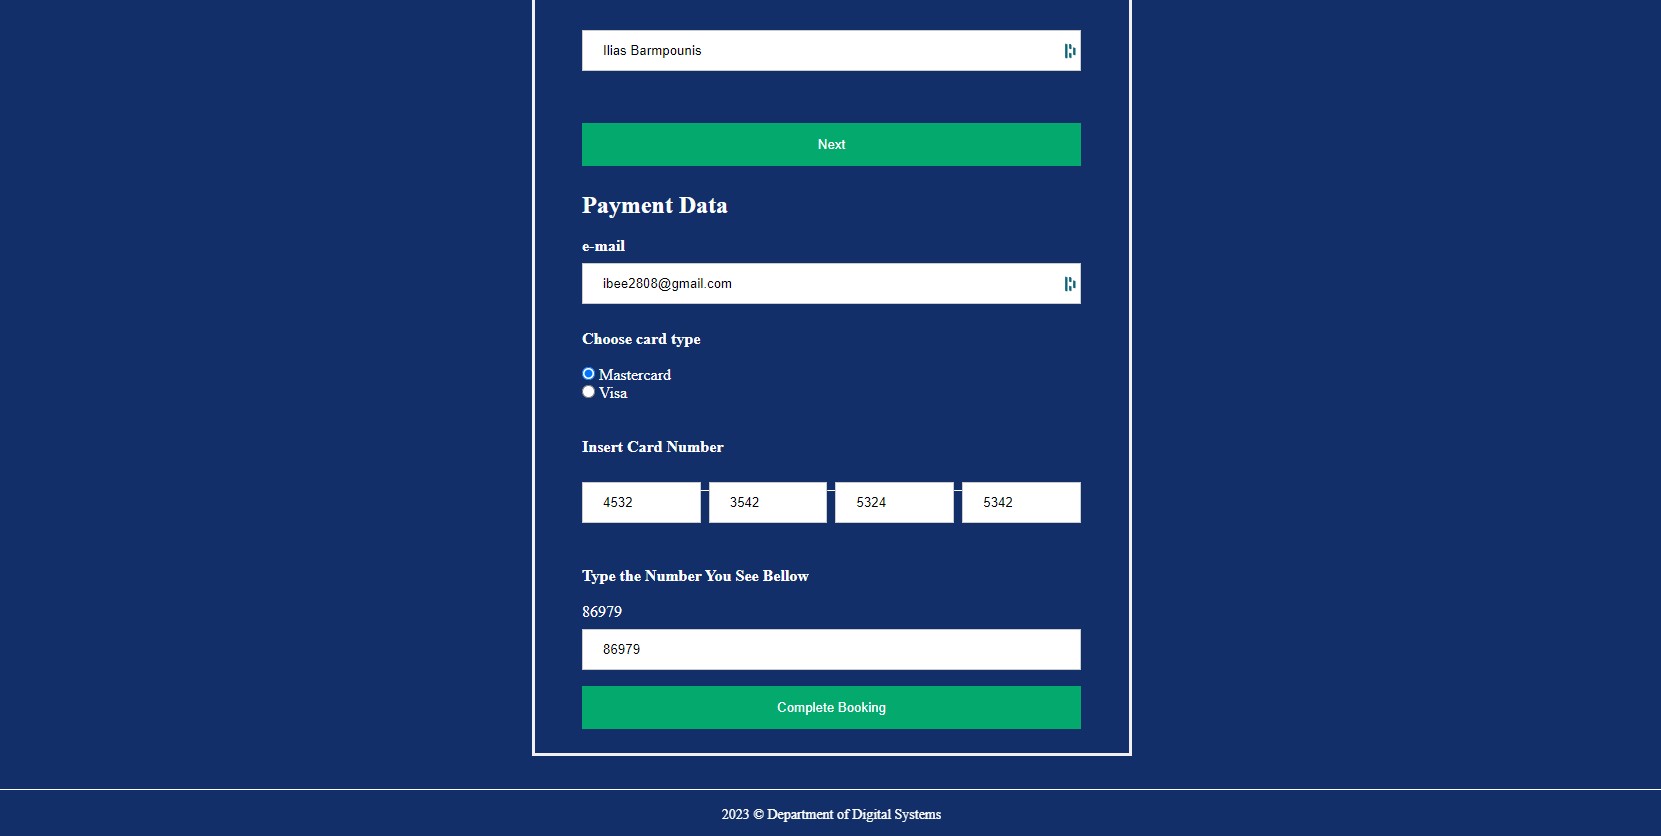 Ilias Barmpounis
Next
Payment Data
e-mail
ibee2808@gmail.com
Choose card type
Mastercard
Visa
Insert Card Number
4532 3542 5324 5342
Type the Number You See Bellow
86979
86979
Complete Booking
2023 © Department of Digital Systems